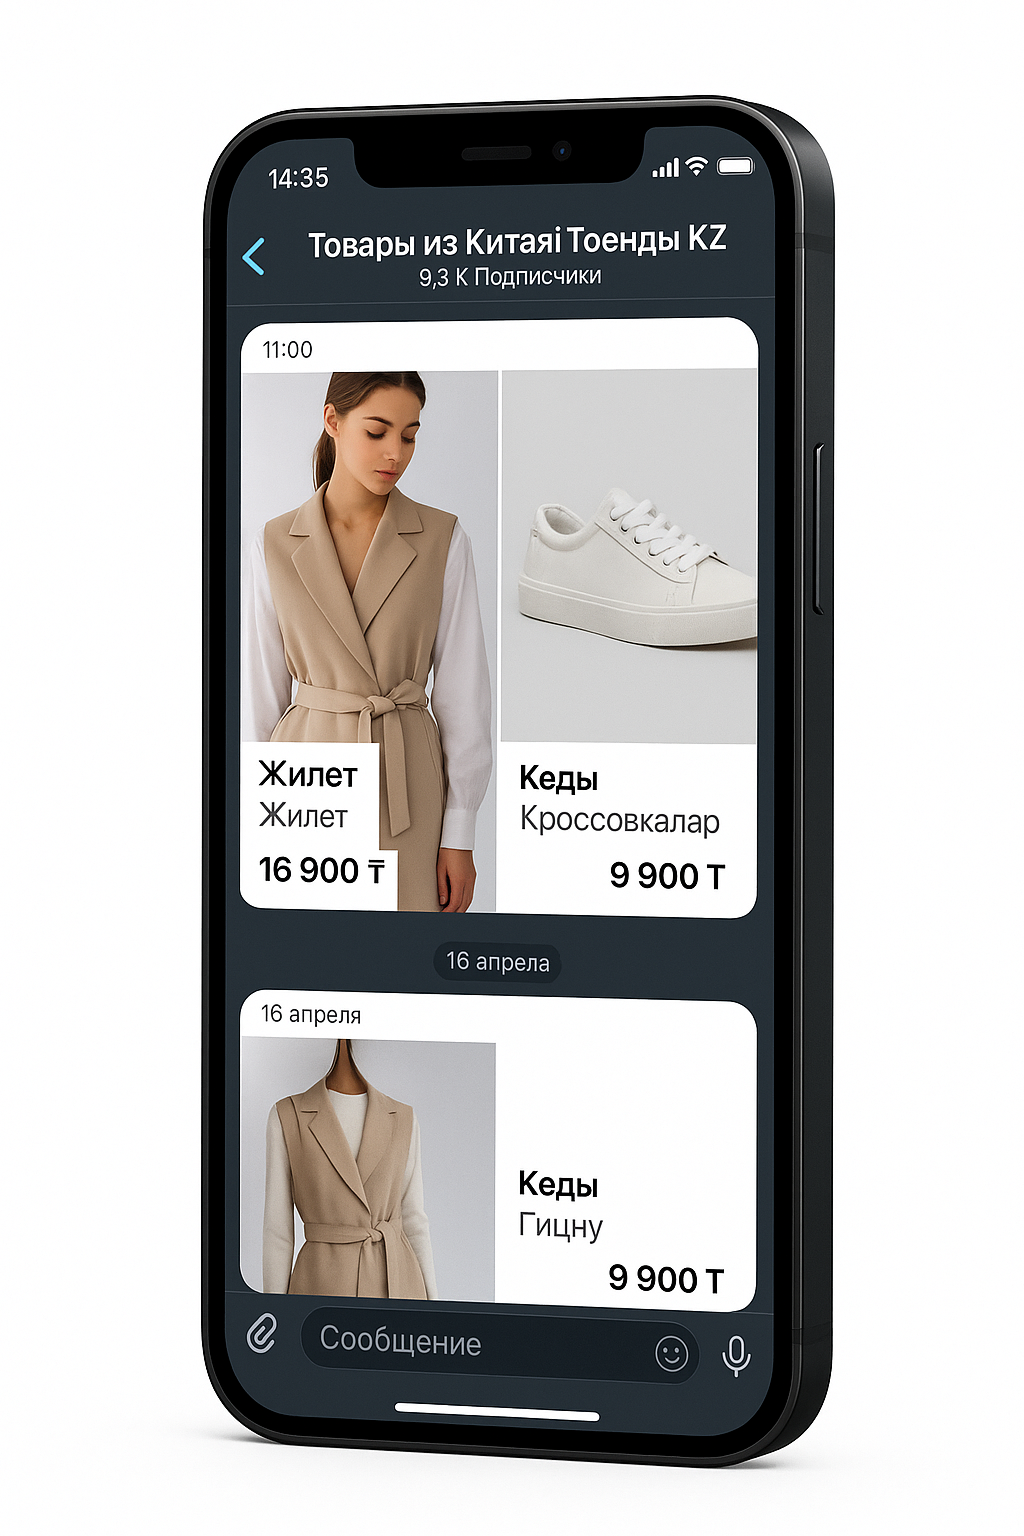 14:35
Товары из Китаяі Тоенды KZ
9,3 К Подписчики
11:00
Жилет
Жилет
16 900 ₸
Кеды
Кроссовкалар
9 900 T
16 апрела
16 апреля
Кеды
Гицну
9 900 T
Сообщение